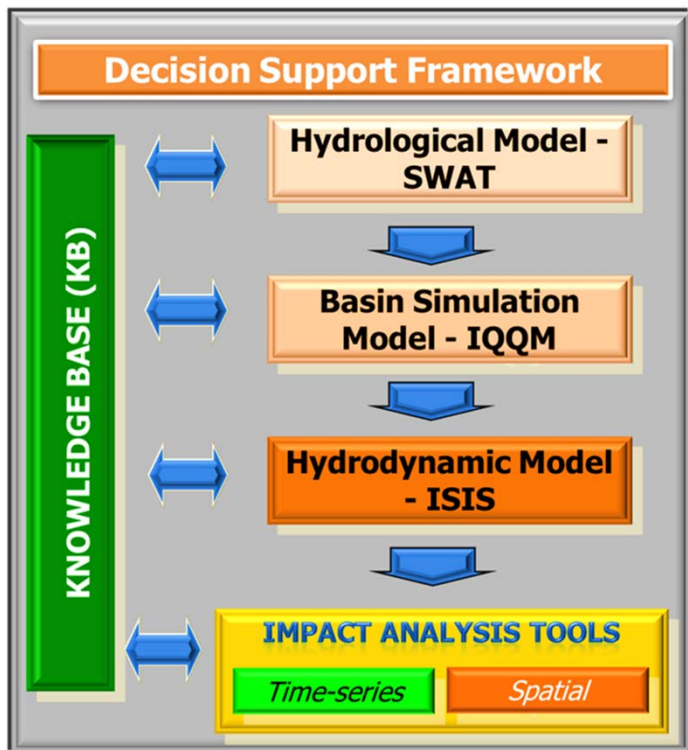 Decision Support Framework
KNOWLEDGE BASE (KB)
Hydrological Model -
SWAT
Basin Simulation
Model - IQQM
Hydrodynamic Model
- ISIS
IMPACT ANALYSIS TOOLS
Time-series
Spatial